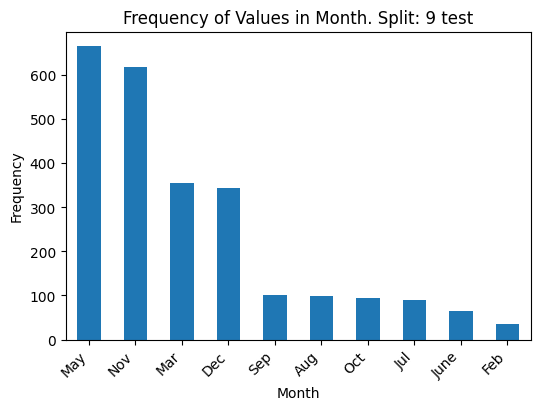 Frequency of Values in Month. Split: 9 test
Frequency
600
500
400
300
200
100
0
May
Nov
Mar
Dec
Sep
Aug
Oct
Jul
June
Feb
Month